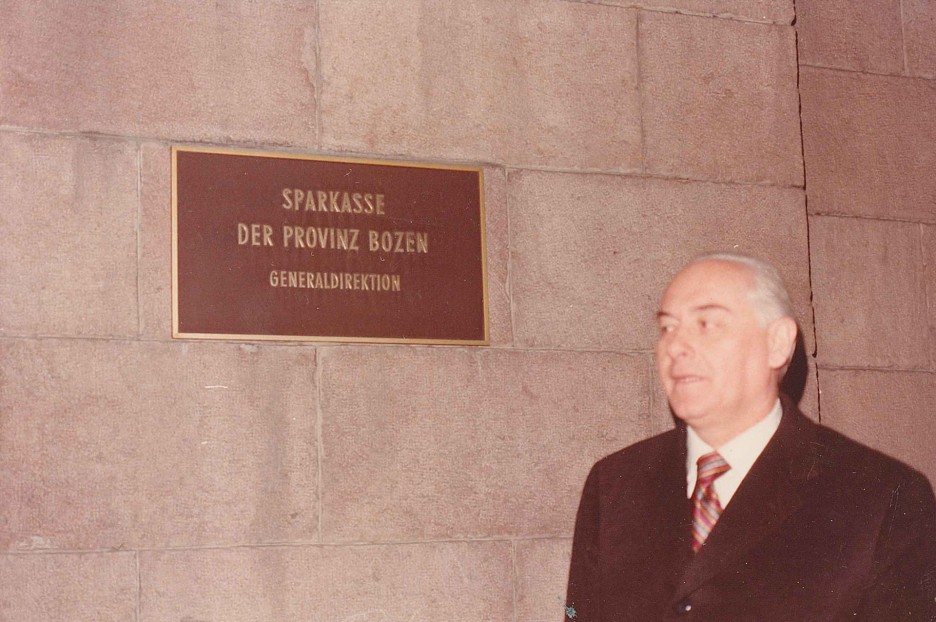 SPARKASSE
DER PROVINZ BOZEN
GENERALDIREKTION